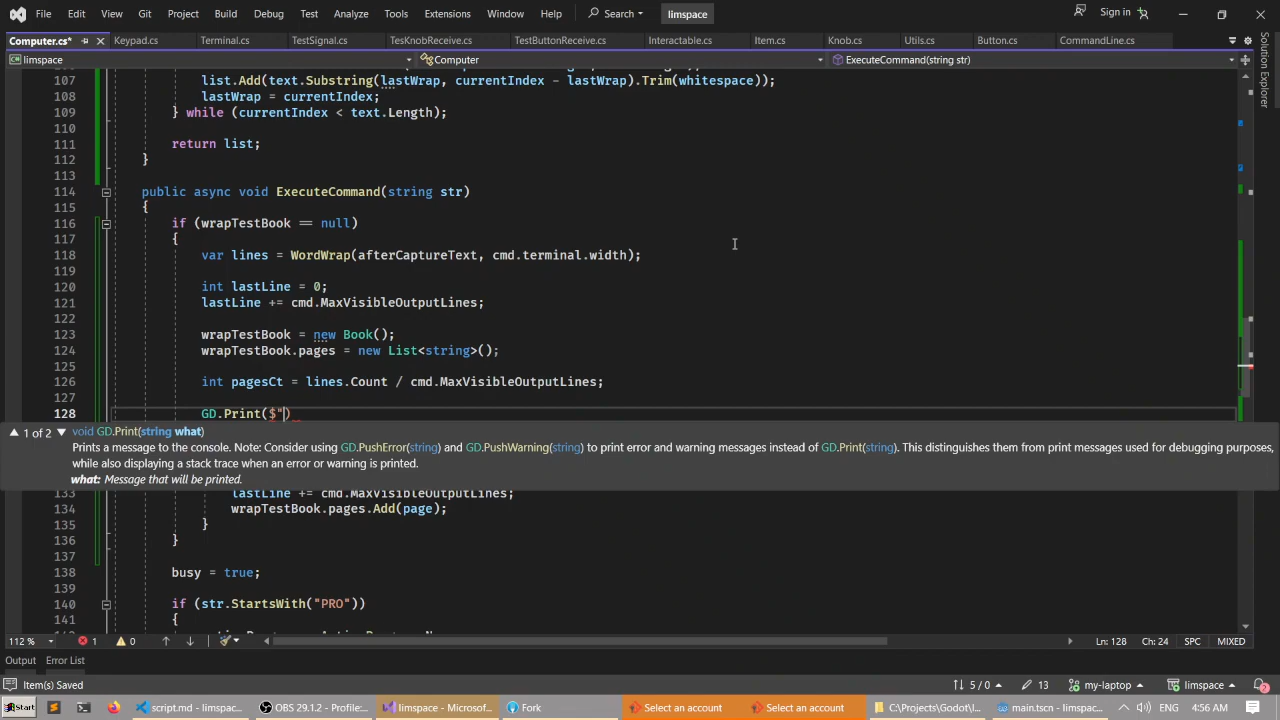 File Edit View Git Project Build Debug Test Analyze Tools Extensions Window Help Search limspace Sign in
Computer.cs* Keypad.cs Terminal.cs TestSignal.cs TesKnobReceive.cs TestButtonReceive.cs Interactable.cs Item.cs Knob.cs Utils.cs Button.cs CommandLine.cs
limspace Computer ExecuteCommand(string str)
107 list.Add(text.Substring(lastWrap, currentIndex - lastWrap).Trim(whitespace));
108 lastWrap = currentIndex;
109 } while (currentIndex < text.Length);
110
111 return list;
112 }
113
114 public async void ExecuteCommand(string str)
115 {
116 if (wrapTestBook == null)
117 {
118 var lines = WordWrap(afterCaptureText, cmd.terminal.width);
119
120 int lastLine = 0;
121 lastLine += cmd.MaxVisibleOutputLines;
122
123 wrapTestBook = new Book();
124 wrapTestBook.pages = new List<string>();
125
126 int pagesCt = lines.Count / cmd.MaxVisibleOutputLines;
127
128 GD.Print($")
1 of 2 void GD.Print(string what)
Prints a message to the console. Note: Consider using GD.PushError(string) and GD.PushWarning(string) to print error and warning messages instead of GD.Print(string). This distinguishes them from print messages used for debugging purposes,
while also displaying a stack trace when an error or warning is printed.
what: Message that will be printed.
133 lastLine += cmd.MaxVisibleOutputLines;
134 wrapTestBook.pages.Add(page);
135 }
136 }
137
138 busy = true;
139
140 if (str.StartsWith("PRO"))
141 {
112 % 1 0 Ln: 128 Ch: 24 SPC MIXED
Output Error List
Item(s) Saved 5 / 0 13 my-laptop limspace 2
Start script.md - limspac... OBS 29.1.2 - Profile:... limspace - Microsof... Fork Select an account Select an account C:\Projects\Godot\l... main.tscn - limspac... ENG 4:56 AM
Solution Explorer